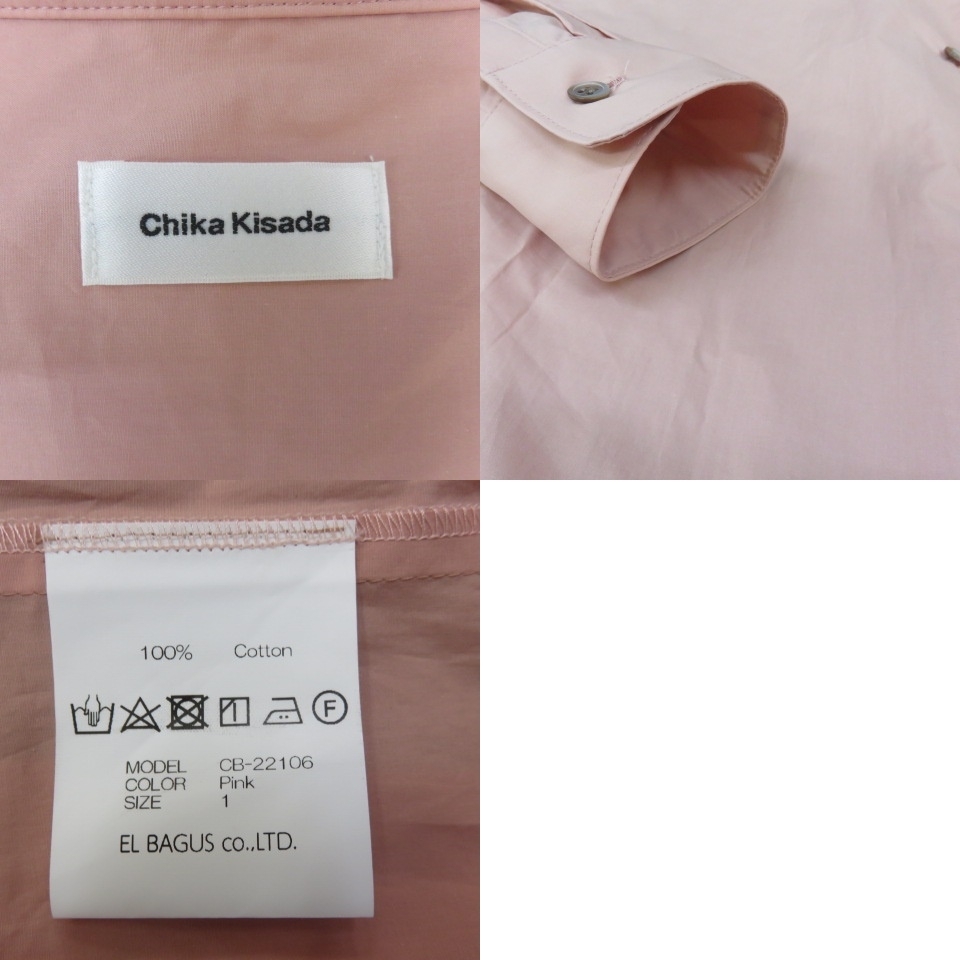 Chika Kisada
100% Cotton
F
MODEL CB-22106
COLOR Pink
SIZE 1
EL BAGUS co.,LTD.